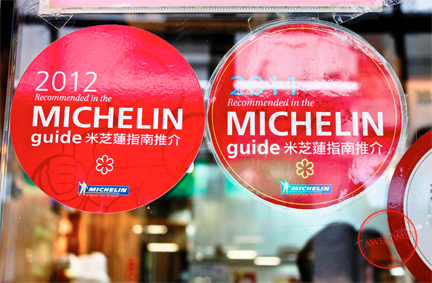 2012
Recommended in the
MICHELIN
guide 米芝蓮指南推介
MICHELIN
2011
Recommended in the
MICHELIN
guide 米芝蓮指南推介
MICHELIN
AWESOME